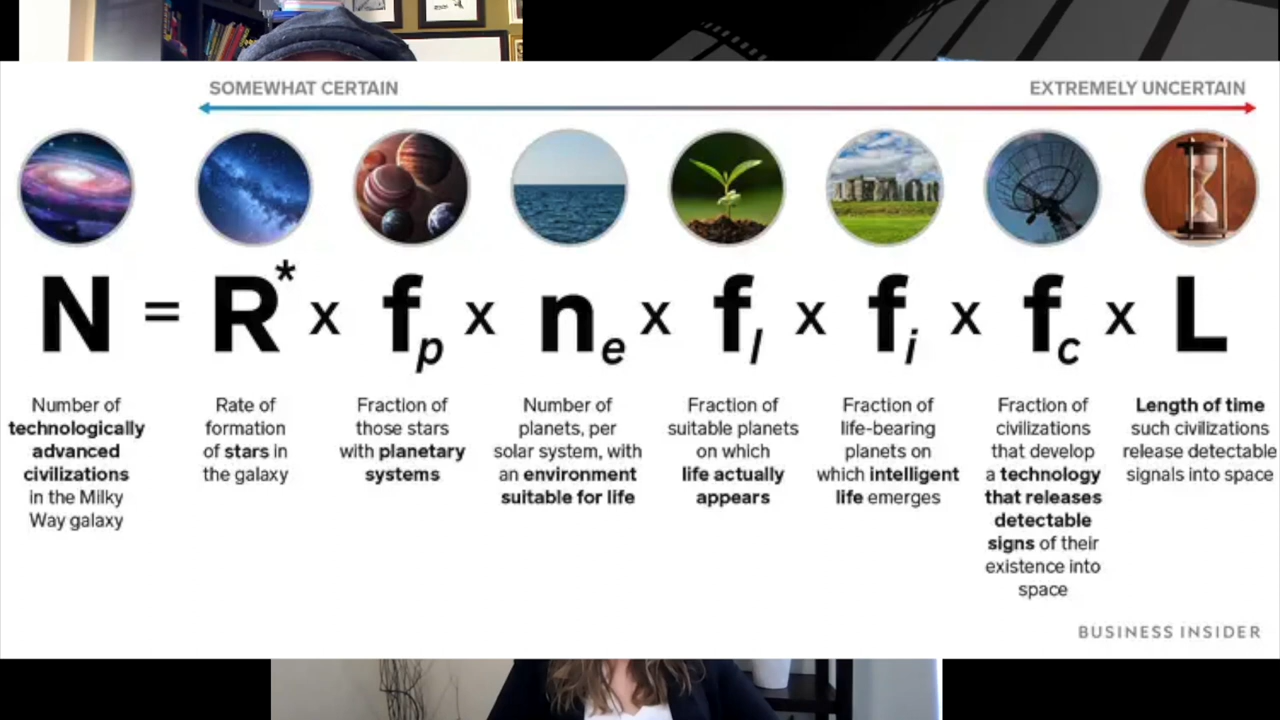 SOMEWHAT CERTAIN
EXTREMELY UNCERTAIN
N = R* x fp x ne x fl x fi x fc x L
Number of
technologically
advanced
civilizations
in the Milky
Way galaxy
Rate of
formation
of stars in
the galaxy
Fraction of
those stars
with planetary
systems
Number of
planets, per
solar system, with
an environment
suitable for life
Fraction of
suitable planets
on which
life actually
appears
Fraction of
life-bearing
planets on
which intelligent
life emerges
Fraction of
civilizations
that develop
a technology
that releases
detectable
signs of their
existence into
space
Length of time
such civilizations
release detectable
signals into space
BUSINESS INSIDER